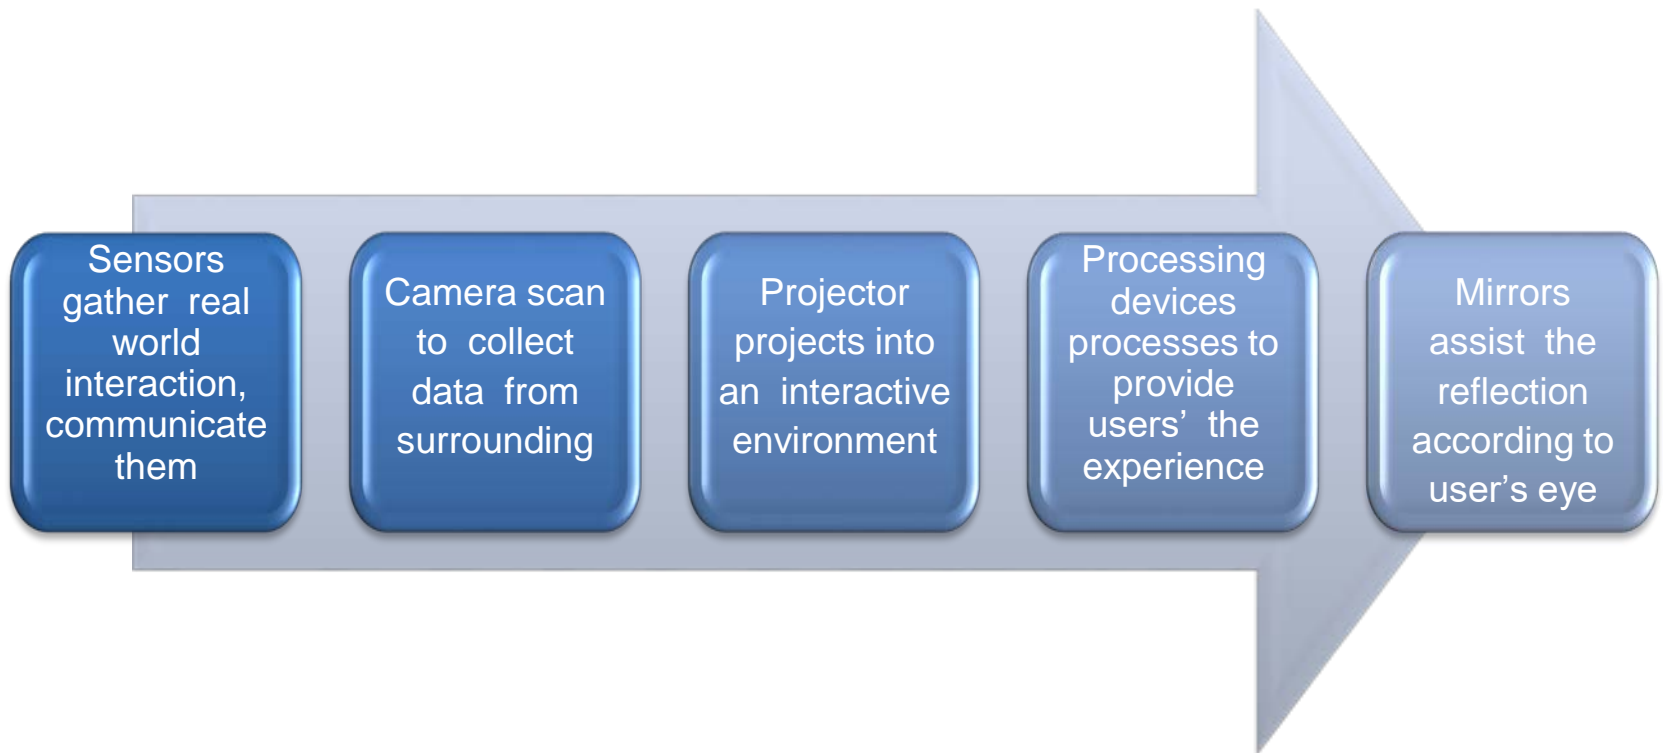 Sensors
gather real
world
interaction,
communicate
them
Camera scan
to collect
data from
surrounding
Projector
projects into
an interactive
environment
Processing
devices
processes to
provide
users’ the
experience
Mirrors
assist the
reflection
according to
user’s eye